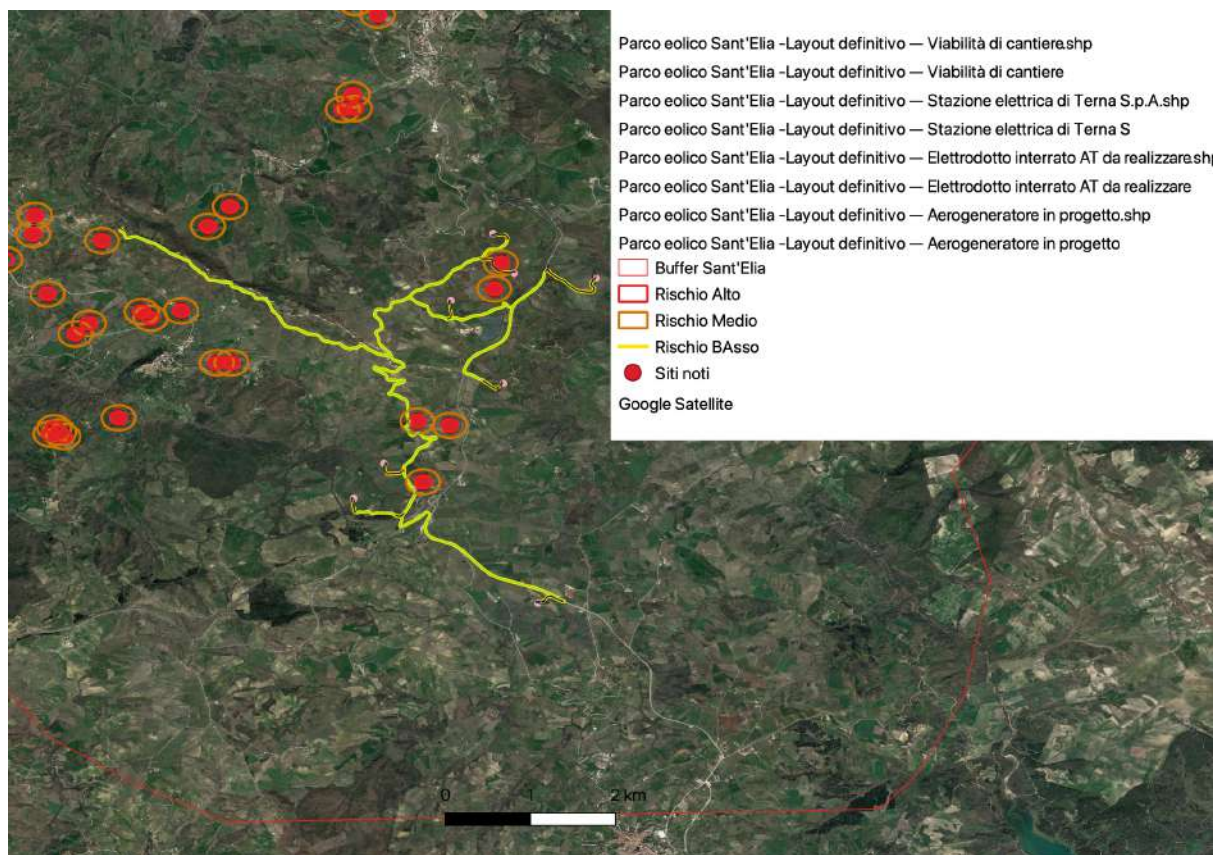 Parco eolico Sant'Elia -Layout definitivo — Viabilità di cantiere.shp
Parco eolico Sant'Elia -Layout definitivo — Viabilità di cantiere
Parco eolico Sant'Elia -Layout definitivo — Stazione elettrica di Terna S.p.A.shp
Parco eolico Sant'Elia -Layout definitivo — Stazione elettrica di Terna S
Parco eolico Sant'Elia -Layout definitivo — Elettrodotto interrato AT da realizzare.shp
Parco eolico Sant'Elia -Layout definitivo — Elettrodotto interrato AT da realizzare
Parco eolico Sant'Elia -Layout definitivo — Aerogeneratore in progetto.shp
Parco eolico Sant'Elia -Layout definitivo — Aerogeneratore in progetto
Buffer Sant'Elia
Rischio Alto
Rischio Medio
Rischio BAsso
Siti noti
Google Satellite
0 1 2 km